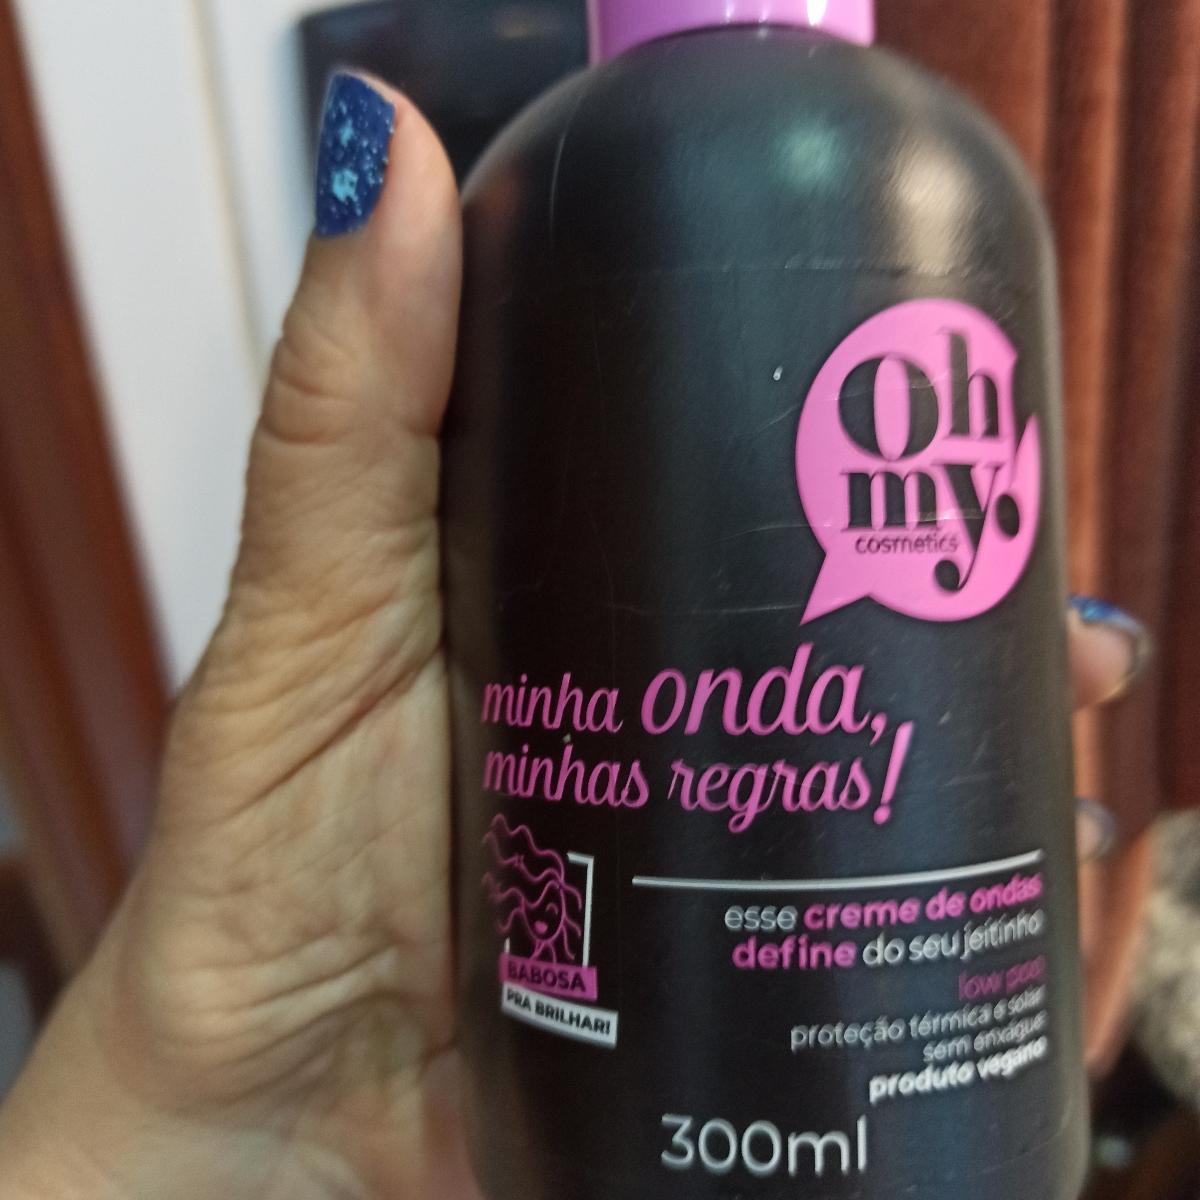 oh
my!
cosmetics
minha onda,
minhas regras!
BABOSA
PRA BRILHAR!
esse creme de ondas
define do seu jeitinho
low poo
proteção térmica e solar
sem enxágue
produto vegano
300ml